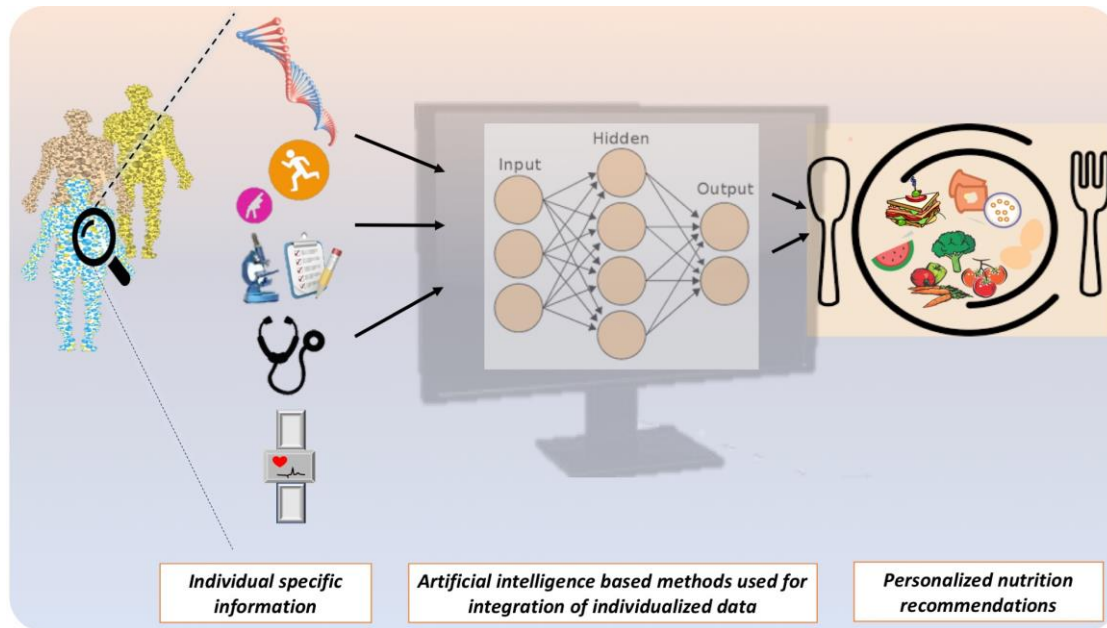 Hidden
Input
Output
Individual specific
information
Artificial intelligence based methods used for
integration of individualized data
Personalized nutrition
recommendations